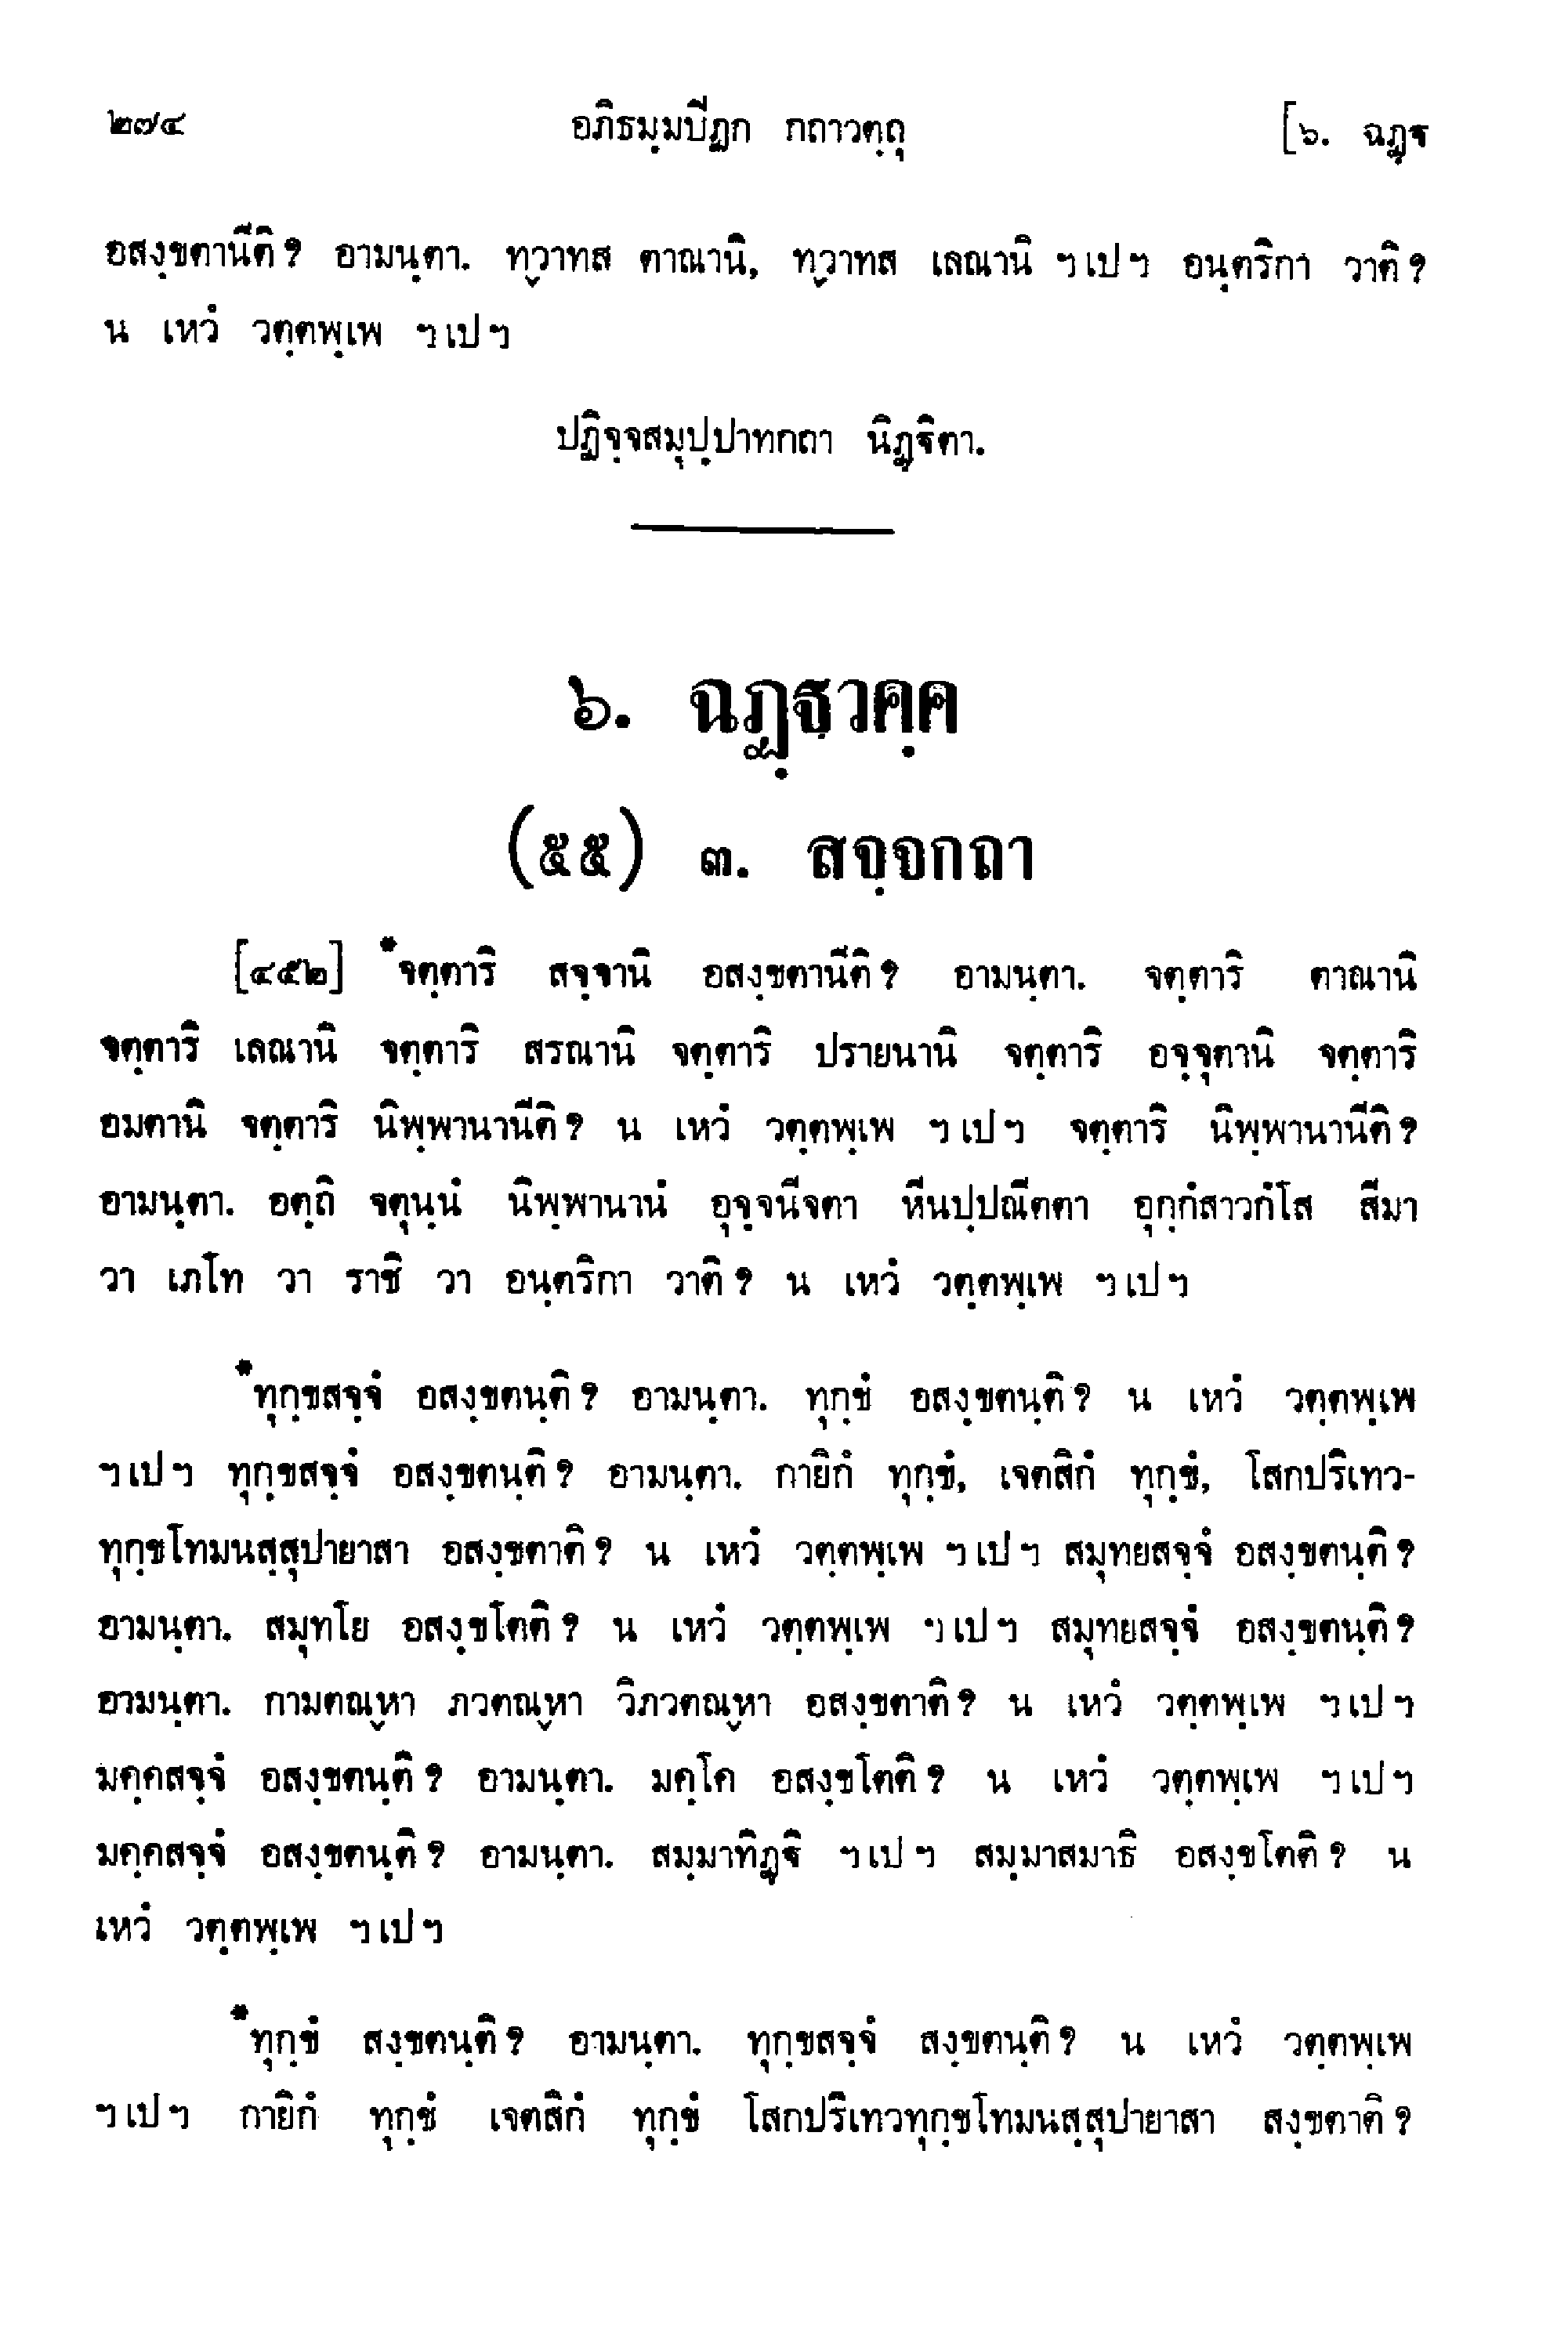 ๒๗๔ อภิธมฺมปิฏก กถาวตฺถุ [๖. ฉฏฺฐ
อสงฺขตานีติ? อามนฺตา. ทฺวาทส ตาณานิ, ทฺวาทส เลณานิ ฯเปฯ อนฺตริกา วาติ?
น เหวํ วตฺตพฺเพ ฯเปฯ
ปฏิจฺจสมุปฺปาทกถา นิฏฺฐิตา.
๖. ฉฏฺฐวคฺค
(๕๕) ๓. สจฺจกถา
[๔๕๒] *จตฺตาริ สจฺจานิ อสงฺขตานีติ? อามนฺตา. จตฺตาริ ตาณานิ
จตฺตาริ เลณานิ จตฺตาริ สรณานิ จตฺตาริ ปรายนานิ จตฺตาริ อจฺจุตานิ จตฺตาริ
อมตานิ จตฺตาริ นิพฺพานานีติ? น เหวํ วตฺตพฺเพ ฯเปฯ จตฺตาริ นิพฺพานานีติ?
อามนฺตา. อตฺถิ จตุนฺนํ นิพฺพานานํ อุจฺจนีจตา หีนปฺปณีตตา อุกฺกํสาวกํโส สีมา
วา เภโท วา ราชิ วา อนฺตริกา วาติ? น เหวํ วตฺตพฺเพ ฯเปฯ
*ทุกฺขสจฺจํ อสงฺขตนฺติ? อามนฺตา. ทุกฺขํ อสงฺขตนฺติ? น เหวํ วตฺตพฺเพ
ฯเปฯ ทุกฺขสจฺจํ อสงฺขตนฺติ? อามนฺตา. กายิกํ ทุกฺขํ, เจตสิกํ ทุกฺขํ, โสกปริเทว-
ทุกฺขโทมนสฺสุปายาสา อสงฺขตาติ? น เหวํ วตฺตพฺเพ ฯเปฯ สมุทยสจฺจํ อสงฺขตนฺติ?
อามนฺตา. สมุทโย อสงฺขโตติ? น เหวํ วตฺตพฺเพ ฯเปฯ สมุทยสจฺจํ อสงฺขตนฺติ?
อามนฺตา. กามตณฺหา ภวตณฺหา วิภวตณฺหา อสงฺขตาติ? น เหวํ วตฺตพฺเพ ฯเปฯ
มคฺคสจฺจํ อสงฺขตนฺติ? อามนฺตา. มคฺโค อสงฺขโตติ? น เหวํ วตฺตพฺเพ ฯเปฯ
มคฺคสจฺจํ อสงฺขตนฺติ? อามนฺตา. สมฺมาทิฏฺฐิ ฯเปฯ สมฺมาสมาธิ อสงฺขโตติ? น
เหวํ วตฺตพฺเพ ฯเปฯ
*ทุกฺขํ สงฺขตนฺติ? อามนฺตา. ทุกฺขสจฺจํ สงฺขตนฺติ? น เหวํ วตฺตพฺเพ
ฯเปฯ กายิกํ ทุกฺขํ เจตสิกํ ทุกฺขํ โสกปริเทวทุกฺขโทมนสฺสุปายาสา สงฺขตาติ?